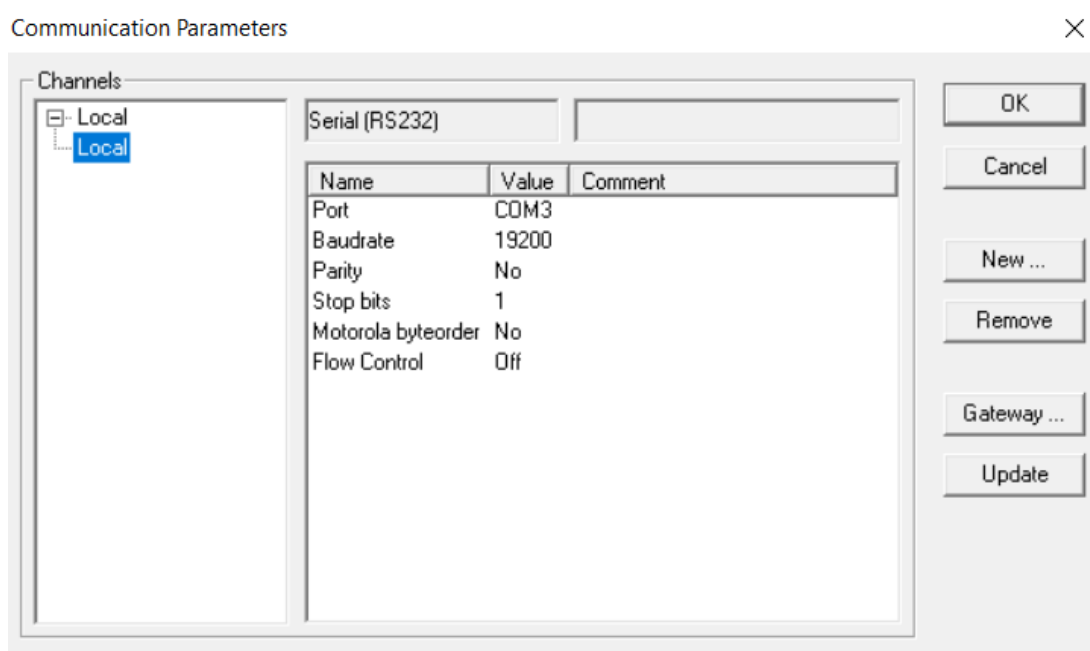 Communication Parameters
Channels
Local
Local
Serial (RS232)
Name Value Comment
Port COM3
Baudrate 19200
Parity No
Stop bits 1
Motorola byteorder No
Flow Control Off
OK
Cancel
New ...
Remove
Gateway ...
Update